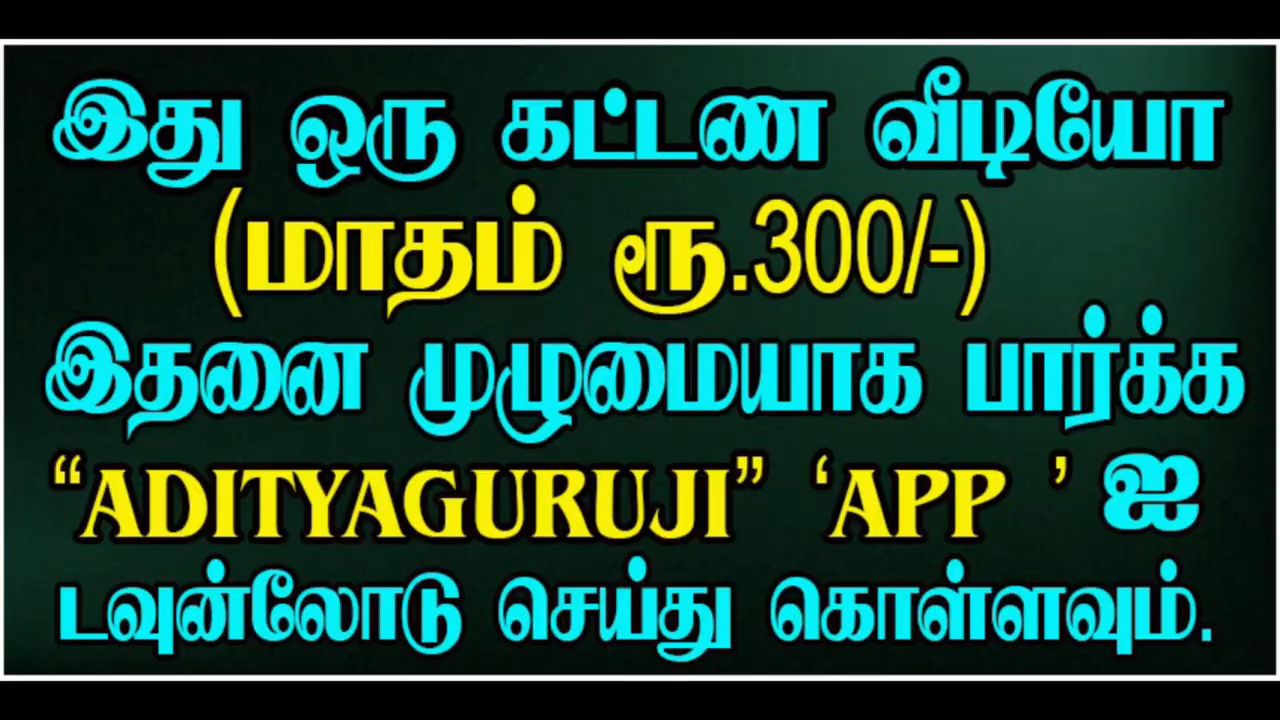 இது ஒரு கட்டண வீடியோ
(மாதம் ரூ.300/-)
இதனை முழுமையாக பார்க்க
“ADITYAGURUJI” ‘APP ’ ஐ
டவுன்லோடு செய்து கொள்ளவும்.